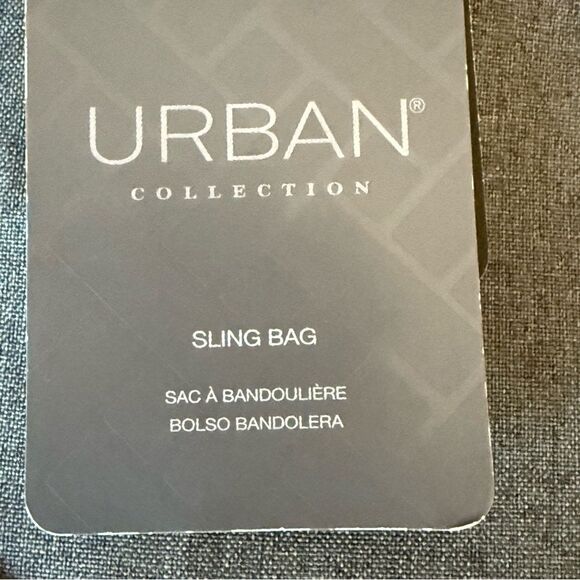 URBAN®
COLLECTION
SLING BAG
SAC À BANDOULIÈRE
BOLSO BANDOLERA